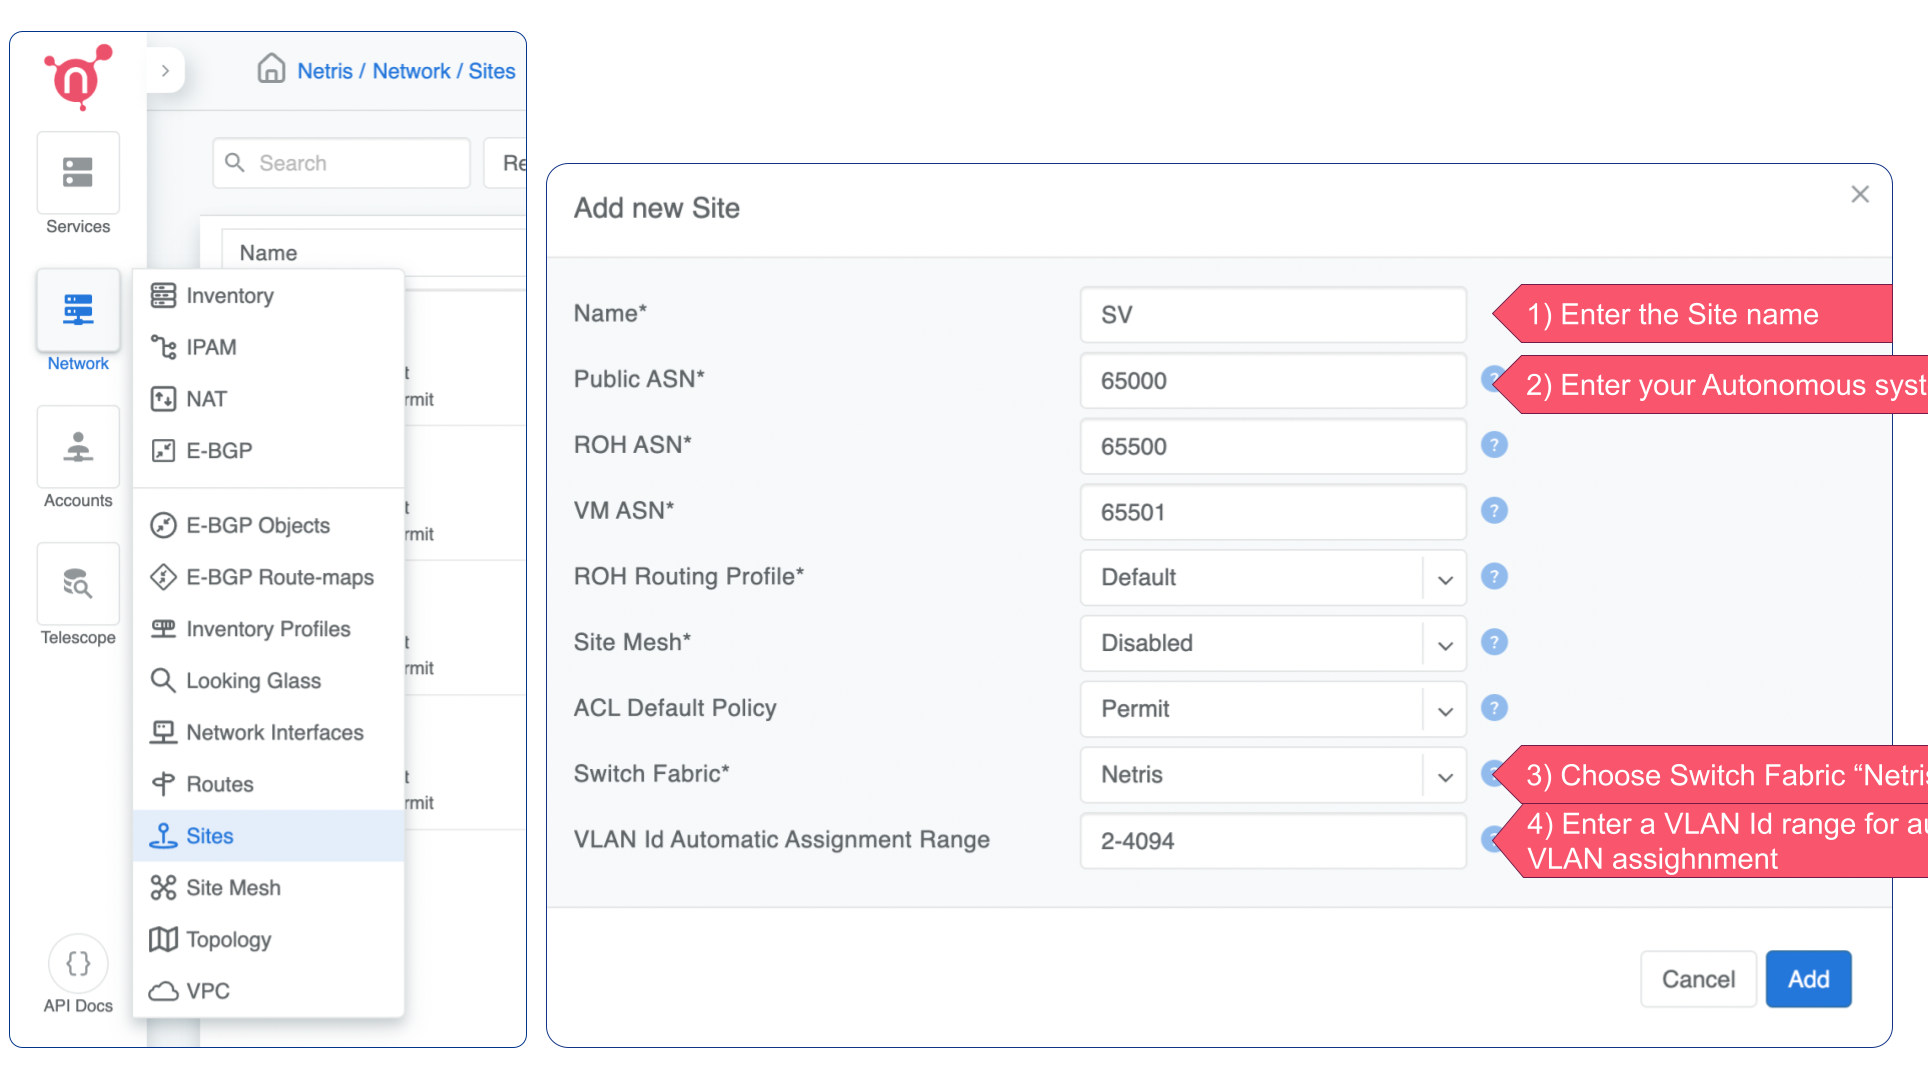 Netris / Network / Sites
Search
Re
Name
Services
Network
Accounts
Telescope
API Docs
Inventory
IPAM
NAT
E-BGP
E-BGP Objects
E-BGP Route-maps
Inventory Profiles
Looking Glass
Network Interfaces
Routes
Sites
Site Mesh
Topology
VPC
t
rmit
t
rmit
t
rmit
t
rmit
Add new Site
Name* SV
1) Enter the Site name
Public ASN* 65000 ?
2) Enter your Autonomous syst
ROH ASN* 65500 ?
VM ASN* 65501 ?
ROH Routing Profile* Default ?
Site Mesh* Disabled ?
ACL Default Policy Permit ?
Switch Fabric* Netris ?
3) Choose Switch Fabric “Netris
VLAN Id Automatic Assignment Range 2-4094 ?
4) Enter a VLAN Id range for au
VLAN assighnment
Cancel Add